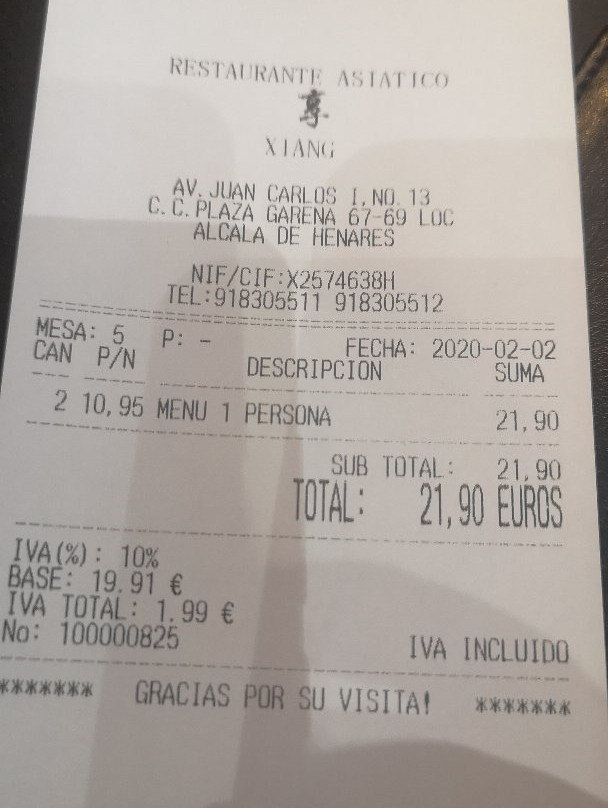 RESTAURANTE ASIATICO
享
XIANG
AV. JUAN CARLOS I, NO. 13
C. C. PLAZA GARENA 67-69 LOC
ALCALA DE HENARES
NIF/CIF:X2574638H
TEL:918305511 918305512
MESA: 5 P: - FECHA: 2020-02-02
CAN P/N DESCRIPCION SUMA
2 10,95 MENU 1 PERSONA 21,90
SUB TOTAL: 21,90
TOTAL: 21,90 EUROS
IVA(%): 10%
BASE: 19.91 €
IVA TOTAL: 1.99 €
No: 100000825 IVA INCLUIDO
******* GRACIAS POR SU VISITA! *******